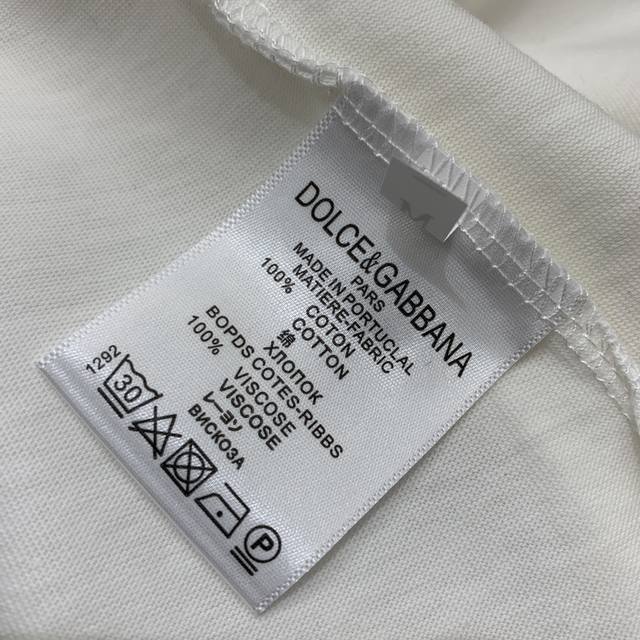 M
DOLCE&GABBANA
PARS
MADE IN PORTUCLAL
MATIERE-FABRIC
100% COTON
COTTON
綿
ХЛОПОК
BOPDS COTES-RIBBS
100% VISCOSE
VISCOSE
レーヨン
ВИСКОЗА
1292
30
P